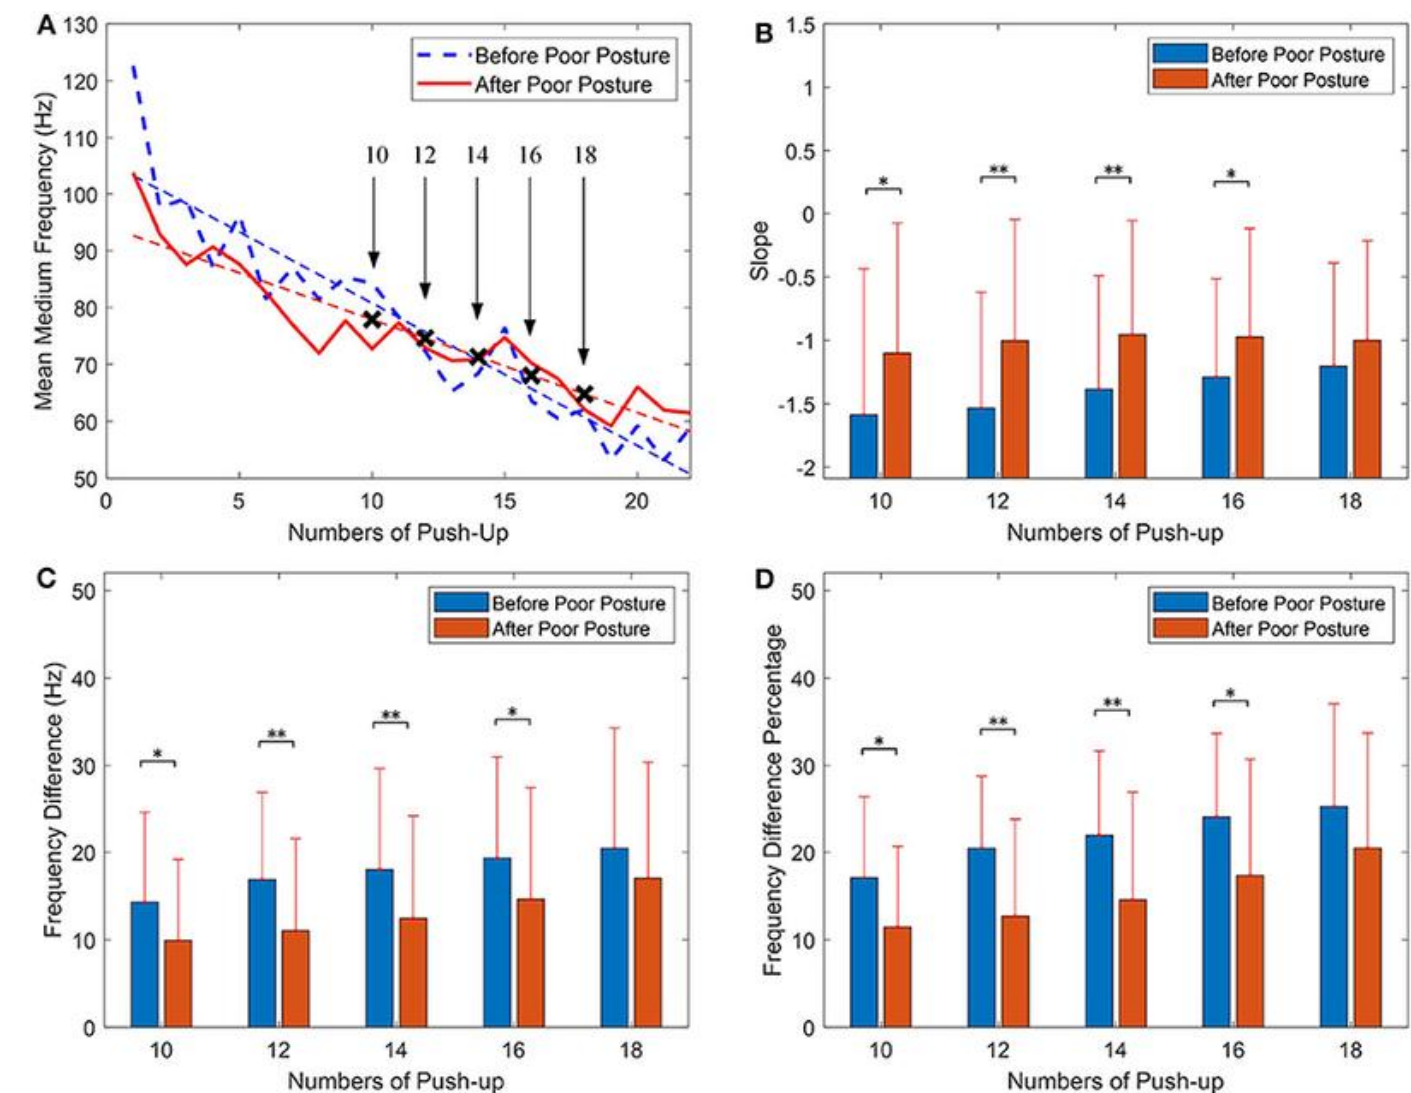 A
130
120
110
100
90
80
70
60
50
Mean Medium Frequency (Hz)
Before Poor Posture
After Poor Posture
10 12 14 16 18
0 5 10 15 20
Numbers of Push-Up
B
1.5
1
0.5
0
-0.5
-1
-1.5
-2
Slope
Before Poor Posture
After Poor Posture
* ** ** *
10 12 14 16 18
Numbers of Push-up
C
50
40
30
20
10
0
Frequency Difference (Hz)
Before Poor Posture
After Poor Posture
* ** ** *
10 12 14 16 18
Numbers of Push-up
D
50
40
30
20
10
0
Frequency Difference Percentage
Before Poor Posture
After Poor Posture
* ** ** *
10 12 14 16 18
Numbers of Push-up